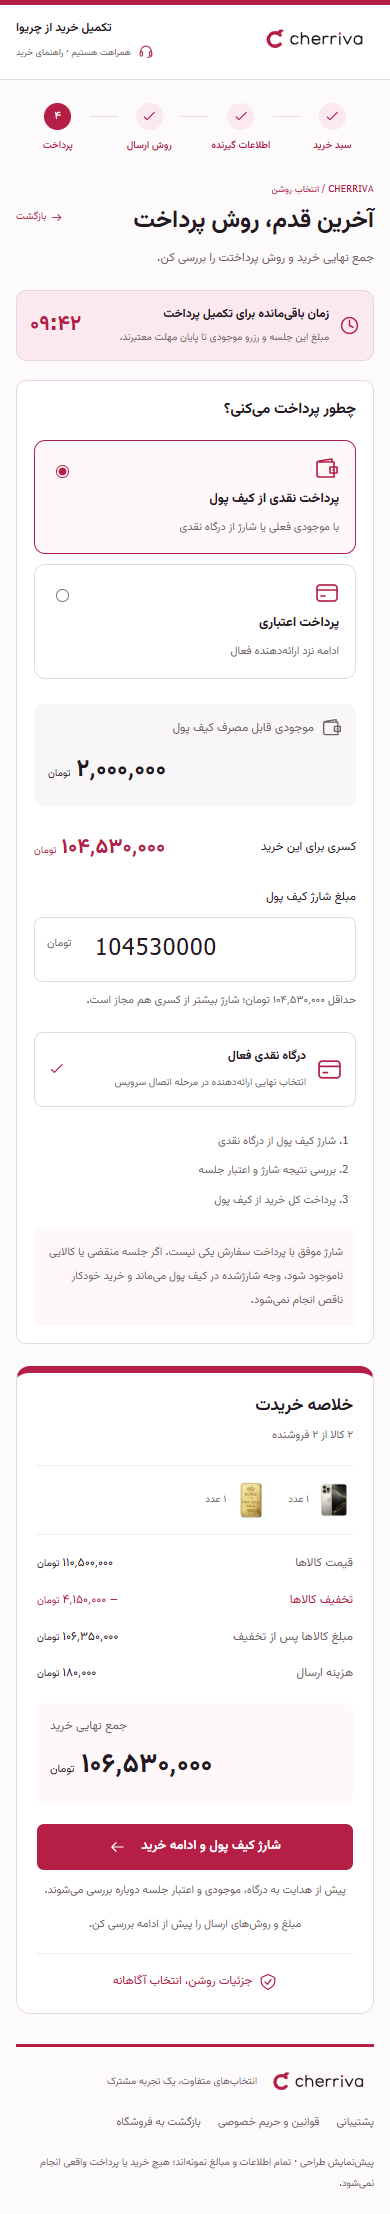 cherriva
تکمیل خرید از چریوا
همراهت هستیم · راهنمای خرید
سبد خرید
اطلاعات گیرنده
روش ارسال
۴
پرداخت
CHERRIVA / انتخاب روشن
آخرین قدم، روش پرداخت
بازگشت
جمع نهایی خرید و روش پرداختت را بررسی کن.
زمان باقی‌مانده برای تکمیل پرداخت
مبلغ این جلسه و رزرو موجودی تا پایان مهلت معتبرند.
۰۹:۴۲
چطور پرداخت می‌کنی؟
پرداخت نقدی از کیف پول
با موجودی فعلی یا شارژ از درگاه نقدی
پرداخت اعتباری
ادامه نزد ارائه‌دهنده فعال
موجودی قابل مصرف کیف پول
۲,۰۰۰,۰۰۰ تومان
کسری برای این خرید
۱۰۴,۵۳۰,۰۰۰ تومان
مبلغ شارژ کیف پول
104530000
تومان
حداقل ۱۰۴,۵۳۰,۰۰۰ تومان؛ شارژ بیشتر از کسری هم مجاز است.
درگاه نقدی فعال
انتخاب نهایی ارائه‌دهنده در مرحله اتصال سرویس
1. شارژ کیف پول از درگاه نقدی
2. بررسی نتیجه شارژ و اعتبار جلسه
3. پرداخت کل خرید از کیف پول
شارژ موفق با پرداخت سفارش یکی نیست. اگر جلسه منقضی یا کالایی
ناموجود شود، وجه شارژشده در کیف پول می‌ماند و خرید خودکار
ناقص انجام نمی‌شود.
خلاصه خریدت
۲ کالا از ۲ فروشنده
۱ عدد
۱ عدد
قیمت کالاها
۱۱۰,۵۰۰,۰۰۰ تومان
تخفیف کالاها
− ۴,۱۵۰,۰۰۰ تومان
مبلغ کالاها پس از تخفیف
۱۰۶,۳۵۰,۰۰۰ تومان
هزینه ارسال
۱۸۰,۰۰۰ تومان
جمع نهایی خرید
۱۰۶,۵۳۰,۰۰۰ تومان
شارژ کیف پول و ادامه خرید
پیش از هدایت به درگاه، موجودی و اعتبار جلسه دوباره بررسی می‌شوند.
مبلغ و روش‌های ارسال را پیش از ادامه بررسی کن.
جزئیات روشن، انتخاب آگاهانه
cherriva
انتخاب‌های متفاوت، یک تجربه مشترک
پشتیبانی
قوانین و حریم خصوصی
بازگشت به فروشگاه
پیش‌نمایش طراحی · تمام اطلاعات و مبالغ نمونه‌اند؛ هیچ خرید یا پرداخت واقعی انجام
نمی‌شود.